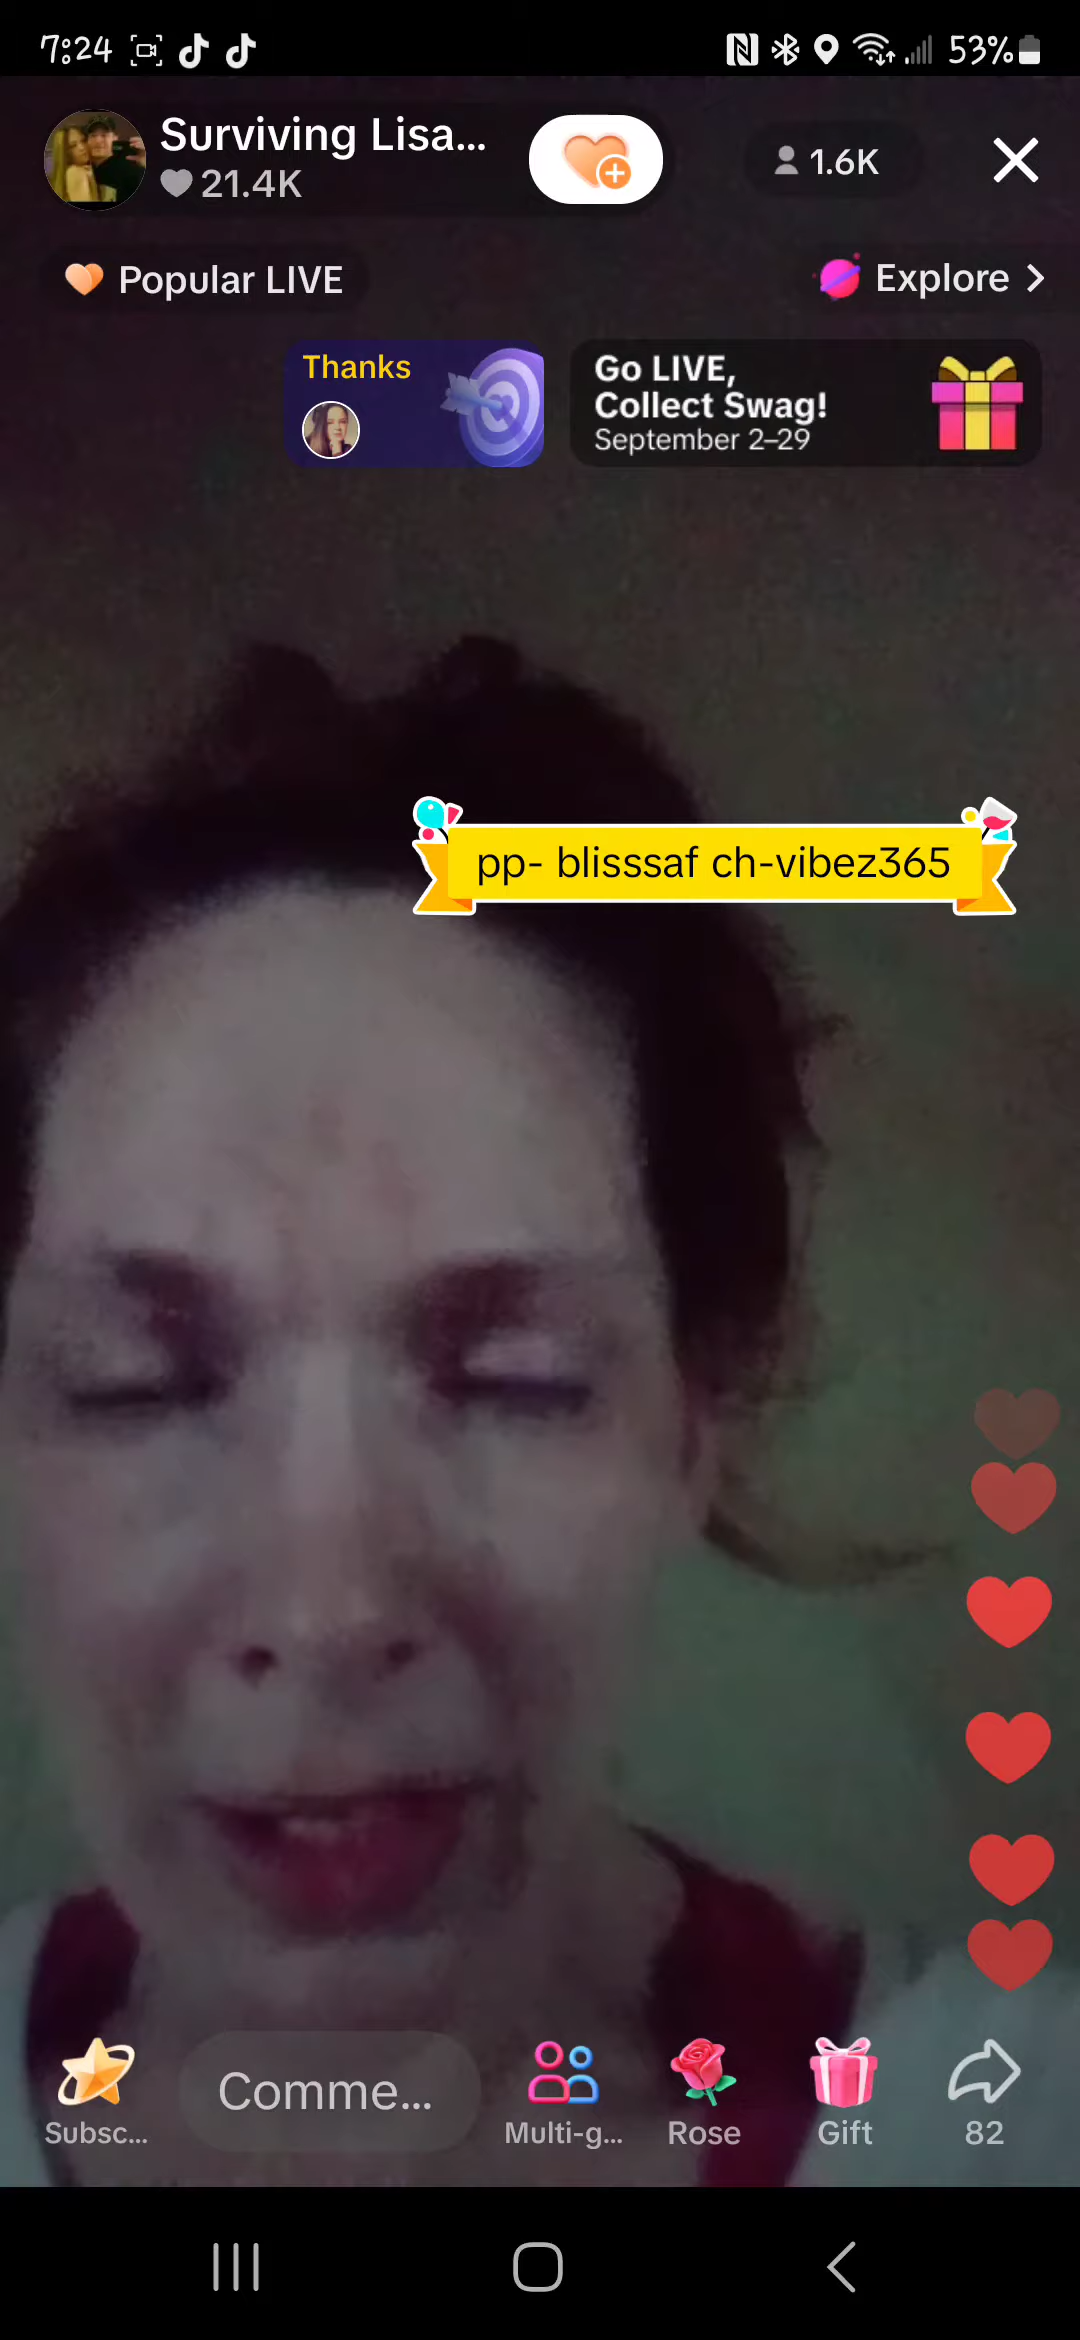 7:24
53%
Surviving Lisa...
21.4K
1.6K
Popular LIVE
Explore
Thanks
Go LIVE,
Collect Swag!
September 2–29
pp- blisssaf ch-vibez365
Comme...
Subsc...
Multi-g...
Rose
Gift
82